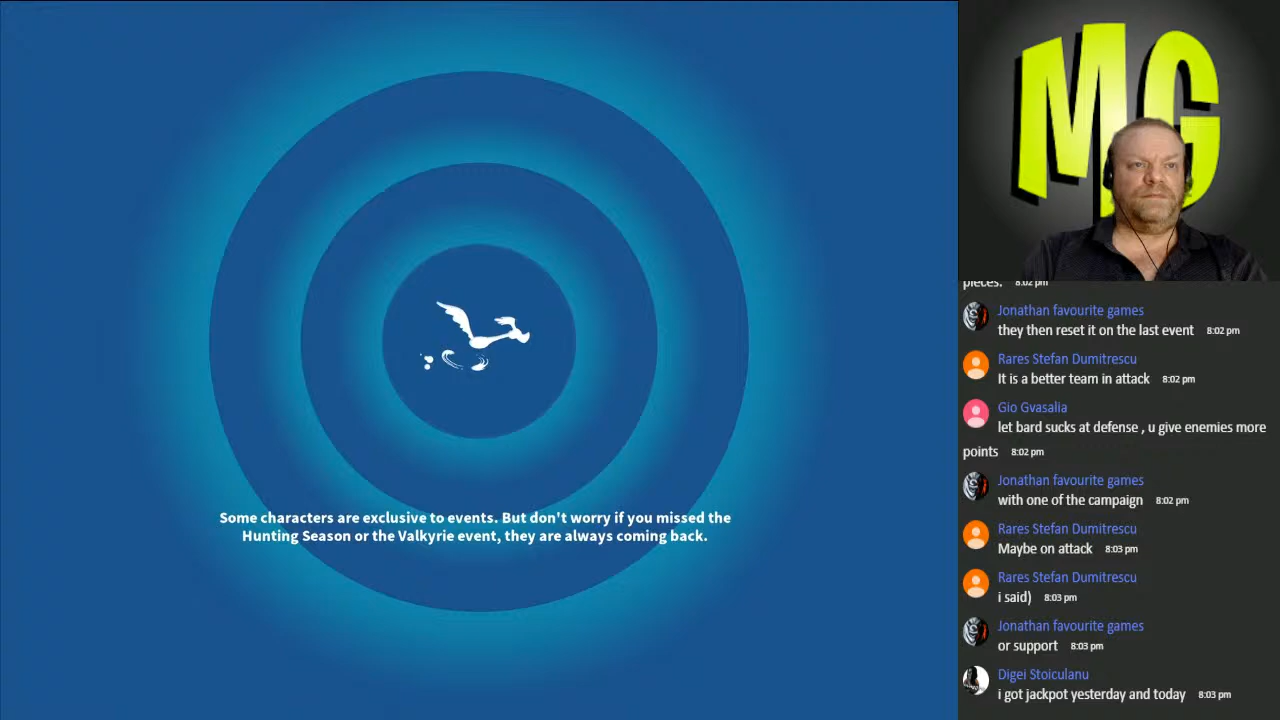 MG
Some characters are exclusive to events. But don't worry if you missed the
Hunting Season or the Valkyrie event, they are always coming back.
pieces. 8:02 pm
Jonathan favourite games
they then reset it on the last event 8:02 pm
Rares Stefan Dumitrescu
It is a better team in attack 8:02 pm
Gio Gvasalia
let bard sucks at defense , u give enemies more
points 8:02 pm
Jonathan favourite games
with one of the campaign 8:02 pm
Rares Stefan Dumitrescu
Maybe on attack 8:03 pm
Rares Stefan Dumitrescu
i said) 8:03 pm
Jonathan favourite games
or support 8:03 pm
Digei Stoiculanu
i got jackpot yesterday and today 8:03 pm